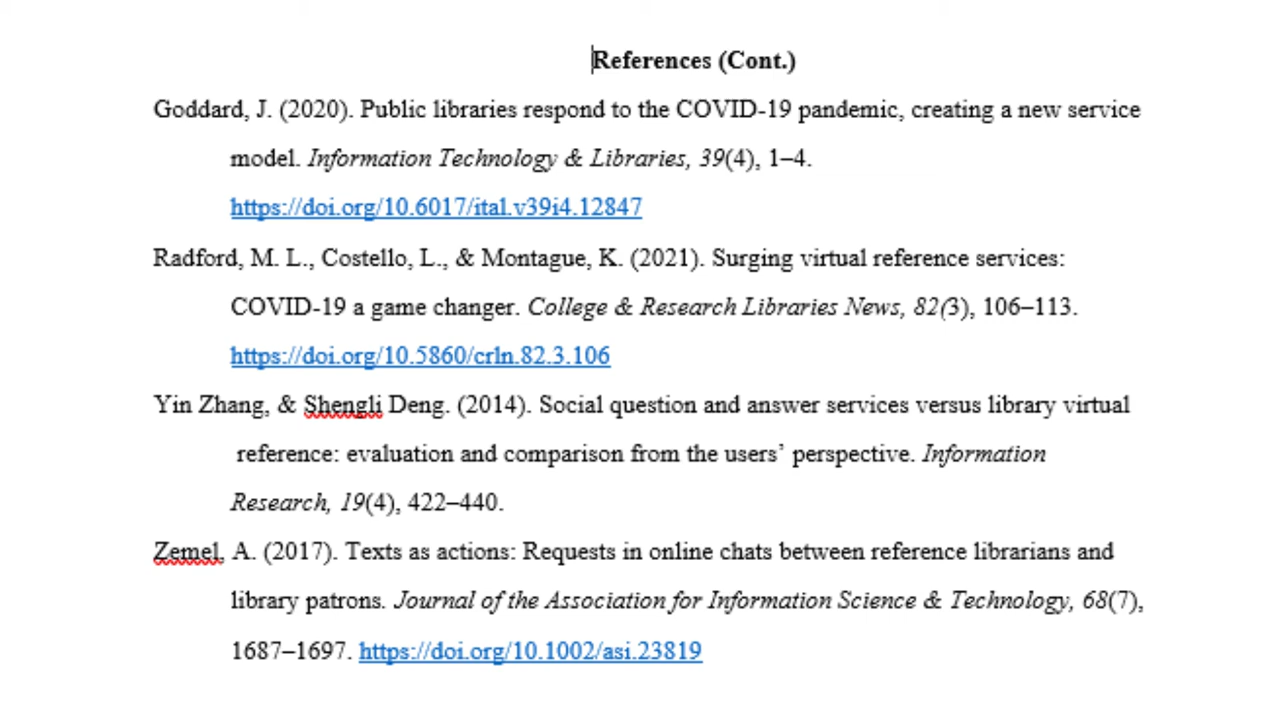 References (Cont.)
Goddard, J. (2020). Public libraries respond to the COVID-19 pandemic, creating a new service
model. Information Technology & Libraries, 39(4), 1–4.
https://doi.org/10.6017/ital.v39i4.12847
Radford, M. L., Costello, L., & Montague, K. (2021). Surging virtual reference services:
COVID-19 a game changer. College & Research Libraries News, 82(3), 106–113.
https://doi.org/10.5860/crln.82.3.106
Yin Zhang, & Shengli Deng. (2014). Social question and answer services versus library virtual
reference: evaluation and comparison from the users’ perspective. Information
Research, 19(4), 422–440.
Zemel, A. (2017). Texts as actions: Requests in online chats between reference librarians and
library patrons. Journal of the Association for Information Science & Technology, 68(7),
1687–1697. https://doi.org/10.1002/asi.23819